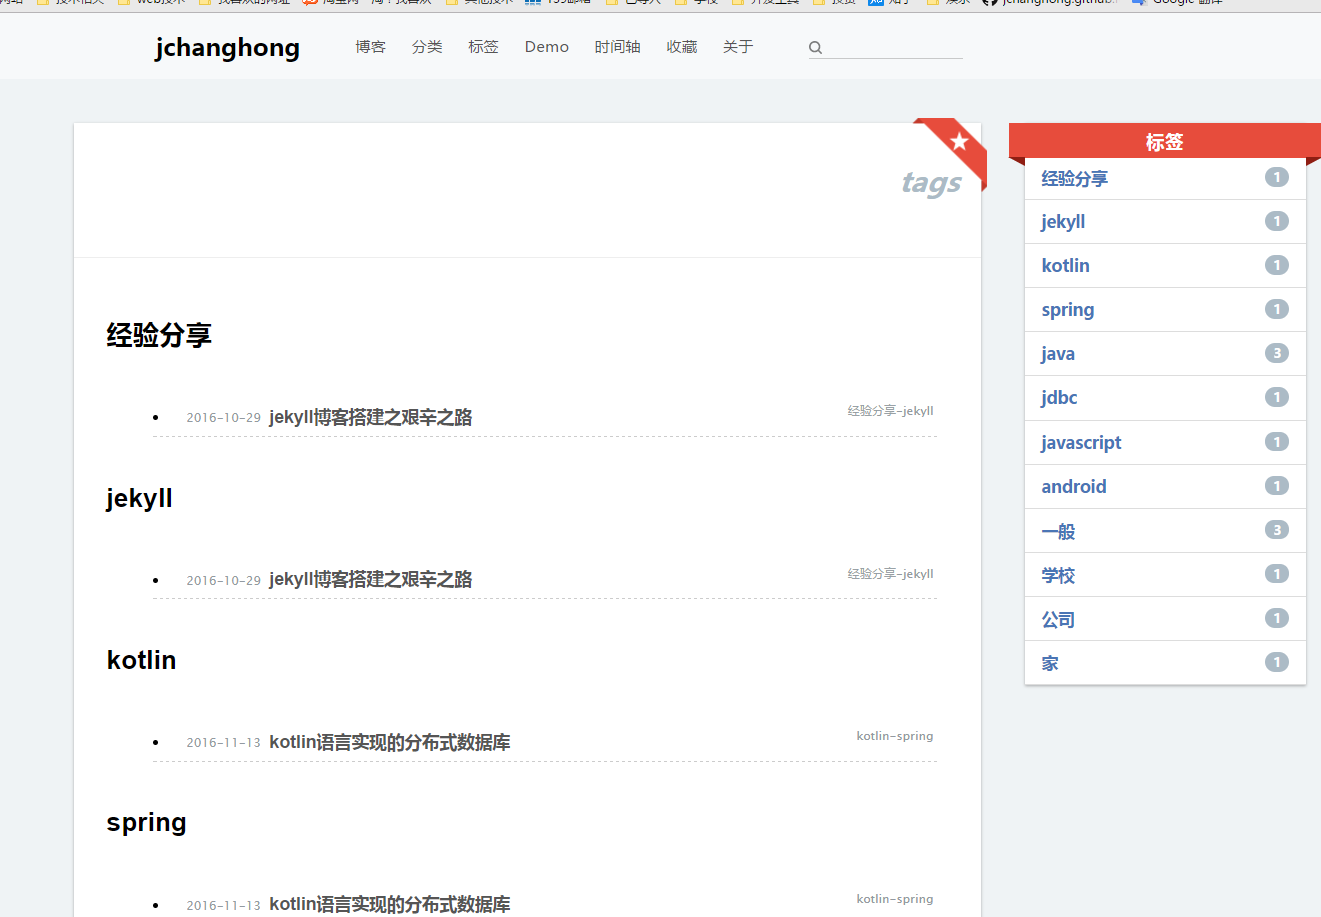 jchanghong 博客 分类 标签 Demo 时间轴 收藏 关于
tags
经验分享
2016-10-29 jekyll博客搭建之艰辛之路 经验分享-jekyll
jekyll
2016-10-29 jekyll博客搭建之艰辛之路 经验分享-jekyll
kotlin
2016-11-13 kotlin语言实现的分布式数据库 kotlin-spring
spring
2016-11-13 kotlin语言实现的分布式数据库 kotlin-spring
标签
经验分享 1
jekyll 1
kotlin 1
spring 1
java 3
jdbc 1
javascript 1
android 1
一般 3
学校 1
公司 1
家 1